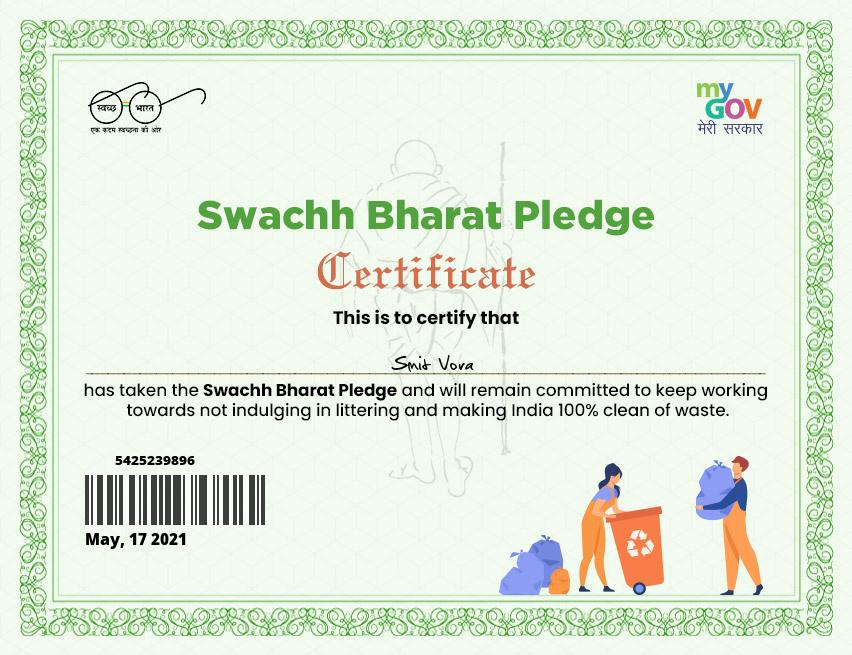 स्वच्छ भारत
एक कदम स्वच्छता की ओर
my
GOV
मेरी सरकार
Swachh Bharat Pledge
Certificate
This is to certify that
Smit Vora
has taken the Swachh Bharat Pledge and will remain committed to keep working
towards not indulging in littering and making India 100% clean of waste.
5425239896
May, 17 2021